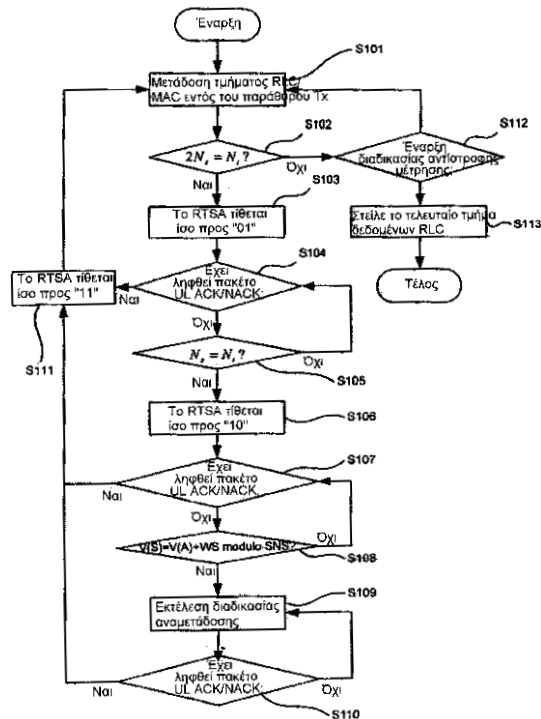 Έναρξη
S101
Μετάδοση τμήματος RLC/
MAC εντός του παράθυρου Tx
S102
2Ns = Ni ?
Όχι
Ναι
S112
Έναρξη
διαδικασίας αντίστροφης
μέτρησης;
S103
Το RTSA τίθεται
ίσο προς "01"
Στείλε το τελευταίο τμήμα
δεδομένων RLC
S113
Τέλος
S104
Έχει
ληφθεί πακέτο
UL ACK/NACK;
Ναι
Όχι
Το RTSA τίθεται
ίσο προς "11"
S111
Ns = Ni ?
Όχι
S105
Ναι
Το RTSA τίθεται
ίσο προς "10"
S106
S107
Έχει
ληφθεί πακέτο
UL ACK/NACK;
Ναι
Όχι
V(S)=V(A)+WS modulo SNS?
Όχι
S108
Ναι
S109
Εκτέλεση διαδικασίας
αναμετάδοσης
Έχει
ληφθεί πακέτο
UL ACK/NACK;
Ναι
Όχι
S110